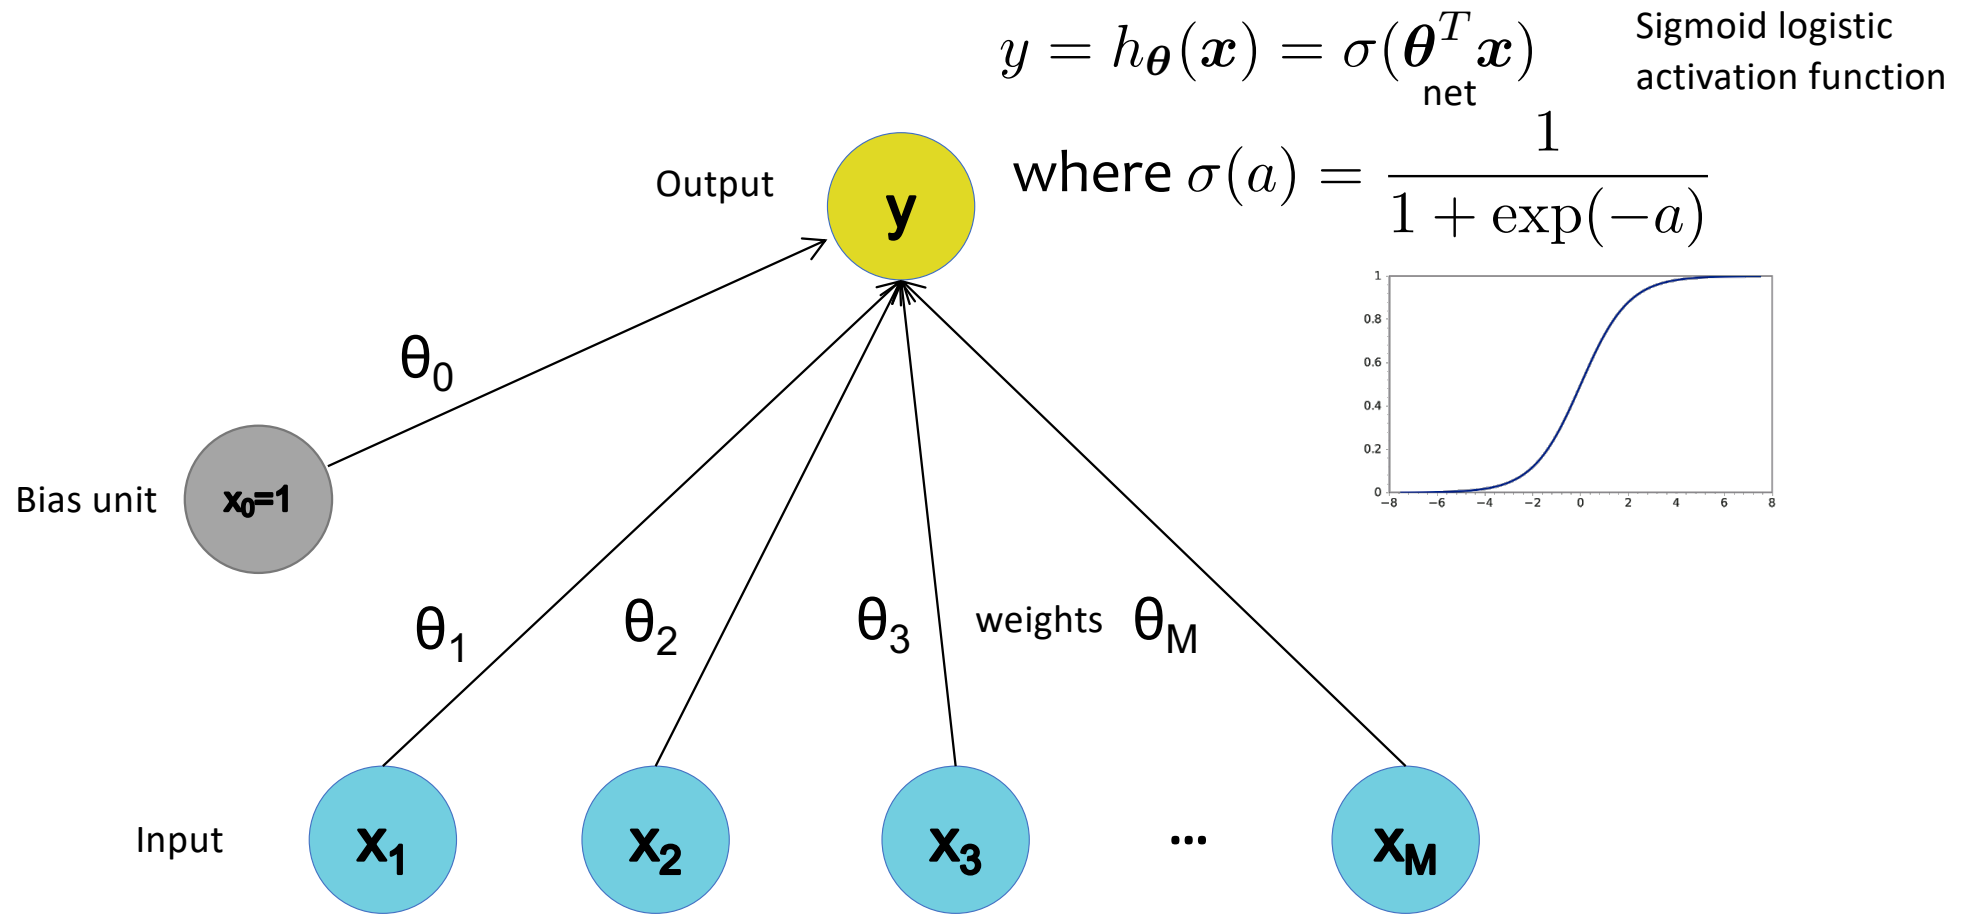 y = h_θ(x) = σ(θ^T x)
net
Sigmoid logistic
activation function
where σ(a) = 1 / (1 + exp(−a))
Output
y
1
0.8
0.6
0.4
0.2
0
−8 −6 −4 −2 0 2 4 6 8
θ₀
Bias unit
x₀=1
θ₁
θ₂
θ₃
weights
θ_M
Input
x₁
x₂
x₃
...
x_M